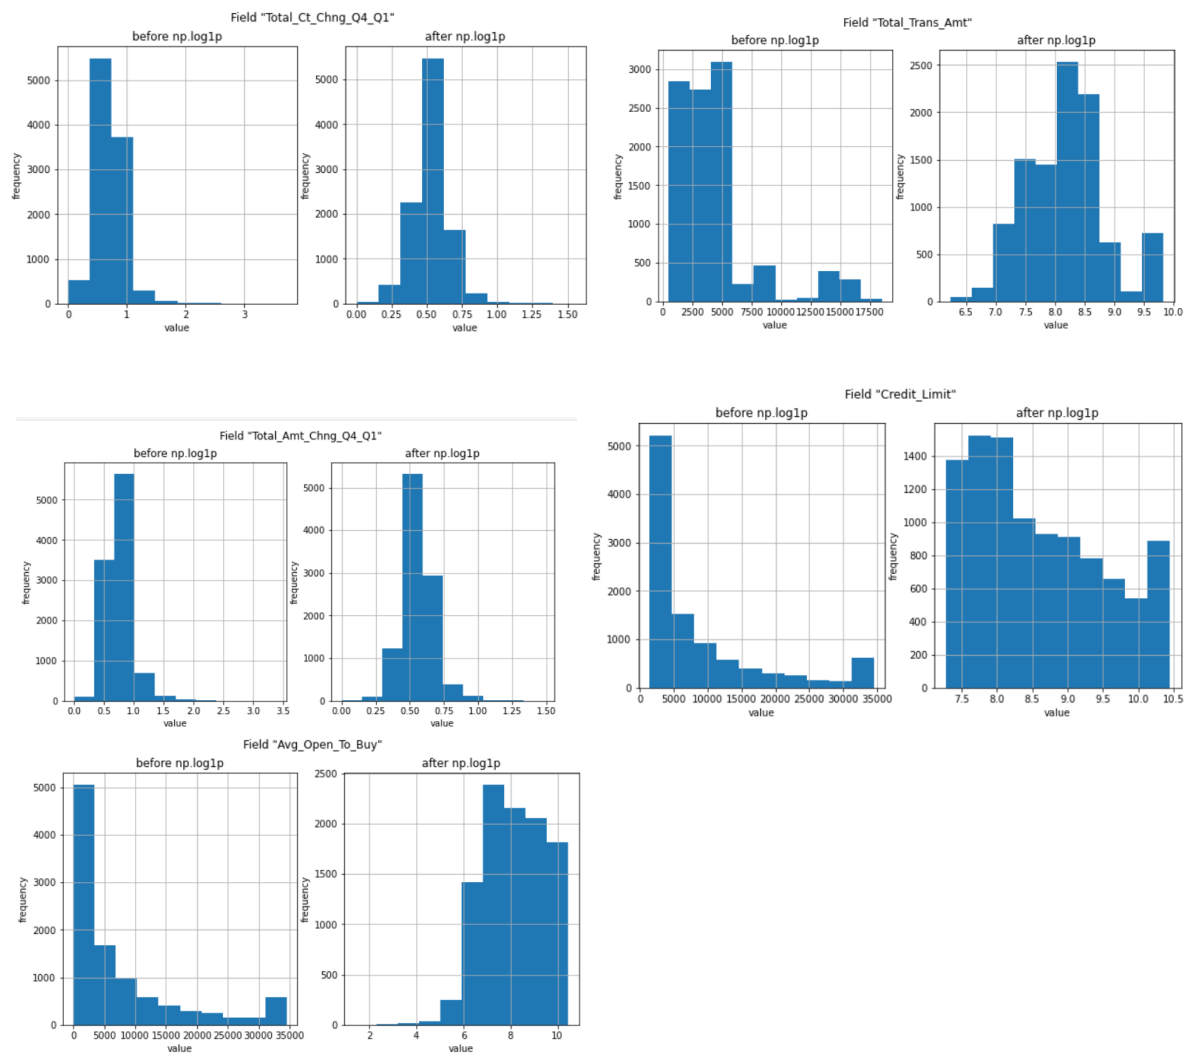 Field "Total_Ct_Chng_Q4_Q1"
before np.log1p
after np.log1p
frequency
5000
4000
3000
2000
1000
0
0 1 2 3
value
frequency
5000
4000
3000
2000
1000
0
0.00 0.25 0.50 0.75 1.00 1.25 1.50
value
Field "Total_Trans_Amt"
before np.log1p
after np.log1p
frequency
3000
2500
2000
1500
1000
500
0
0 2500 5000 7500 10000 12500 15000 17500
value
frequency
2500
2000
1500
1000
500
0
6.5 7.0 7.5 8.0 8.5 9.0 9.5 10.0
value
Field "Total_Amt_Chng_Q4_Q1"
before np.log1p
after np.log1p
frequency
5000
4000
3000
2000
1000
0
0.0 0.5 1.0 1.5 2.0 2.5 3.0 3.5
value
frequency
5000
4000
3000
2000
1000
0
0.00 0.25 0.50 0.75 1.00 1.25 1.50
value
Field "Credit_Limit"
before np.log1p
after np.log1p
frequency
5000
4000
3000
2000
1000
0
0 5000 10000 15000 20000 25000 30000 35000
value
frequency
1400
1200
1000
800
600
400
200
0
7.5 8.0 8.5 9.0 9.5 10.0 10.5
value
Field "Avg_Open_To_Buy"
before np.log1p
after np.log1p
frequency
5000
4000
3000
2000
1000
0
0 5000 10000 15000 20000 25000 30000 35000
value
frequency
2500
2000
1500
1000
500
0
2 4 6 8 10
value